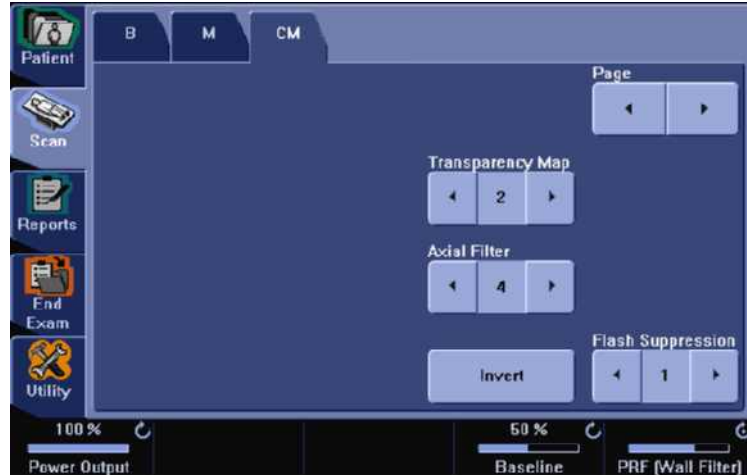 B M CM
Patient
Page
Scan
Transparency Map
2
Reports
Axial Filter
4
End
Exam
Flash Suppression
Invert
1
Utility
100 %
50 %
Power Output
Baseline
PRF (Wall Filter)